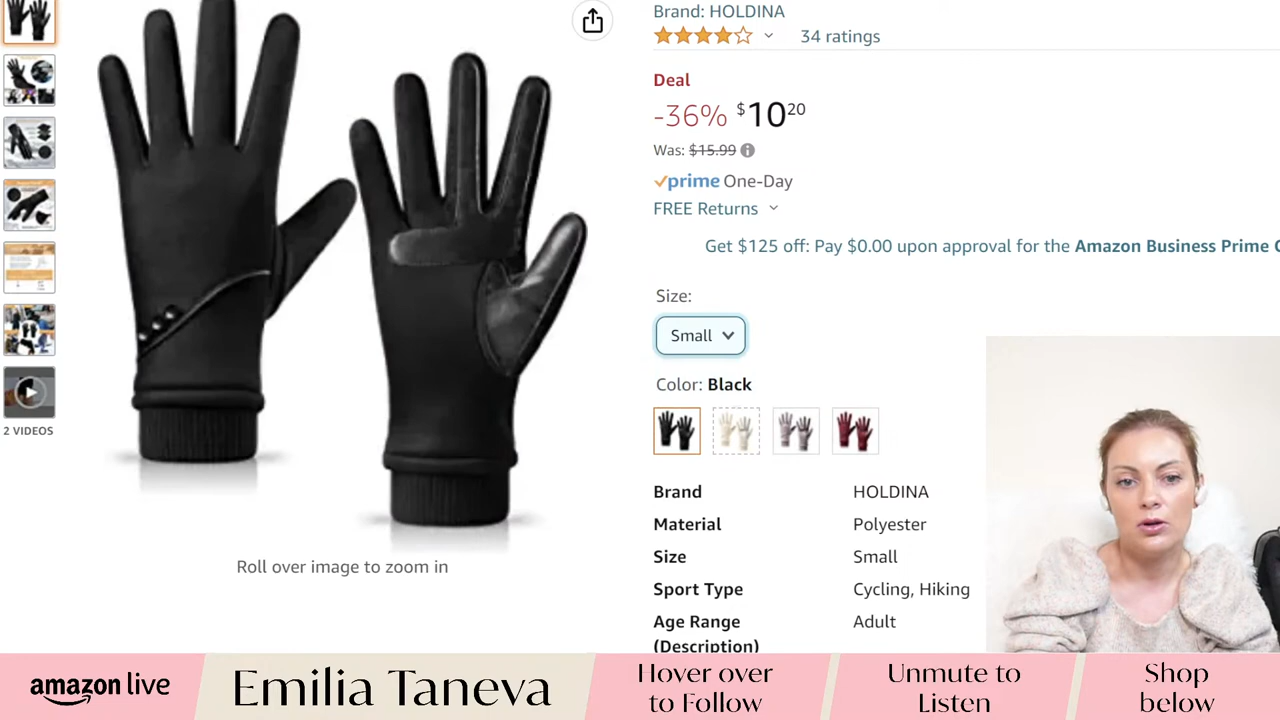 Brand: HOLDINA
34 ratings
Deal
-36% $10 20
Was: $15.99
prime One-Day
FREE Returns
Get $125 off: Pay $0.00 upon approval for the Amazon Business Prime
Size:
Small
Color: Black
2 VIDEOS
Brand HOLDINA
Material Polyester
Size Small
Sport Type Cycling, Hiking
Age Range Adult
(Description)
Roll over image to zoom in
amazon live
Emilia Taneva
Hover over
to Follow
Unmute to
Listen
Shop
below